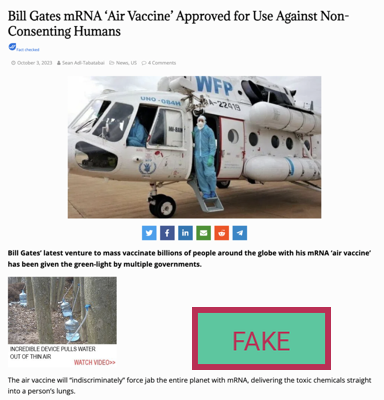 Bill Gates mRNA ‘Air Vaccine’ Approved for Use Against Non-
Consenting Humans
Fact checked
October 3, 2023 Sean Adl-Tabatabai News, US 4 Comments
WFP
UNO-084H
A-22419
Bill Gates’ latest venture to mass vaccinate billions of people around the globe with his mRNA ‘air vaccine’
has been given the green-light by multiple governments.
INCREDIBLE DEVICE PULLS WATER
OUT OF THIN AIR
WATCH VIDEO>>
FAKE
The air vaccine will “indiscriminately” force jab the entire planet with mRNA, delivering the toxic chemicals straight
into a person’s lungs.